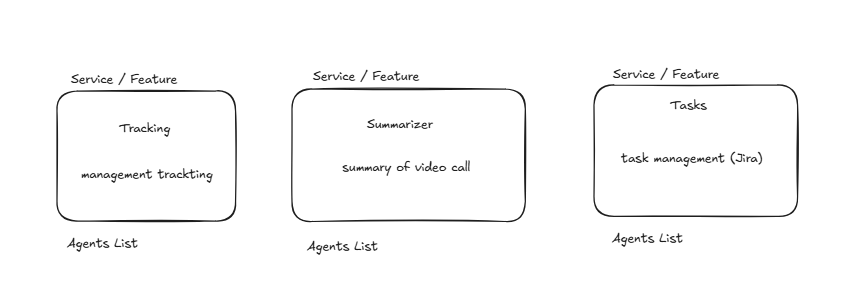 Service / Feature
Tracking
management trackting
Agents List
Service / Feature
Summarizer
summary of video call
Agents List
Service / Feature
Tasks
task management (Jira)
Agents List